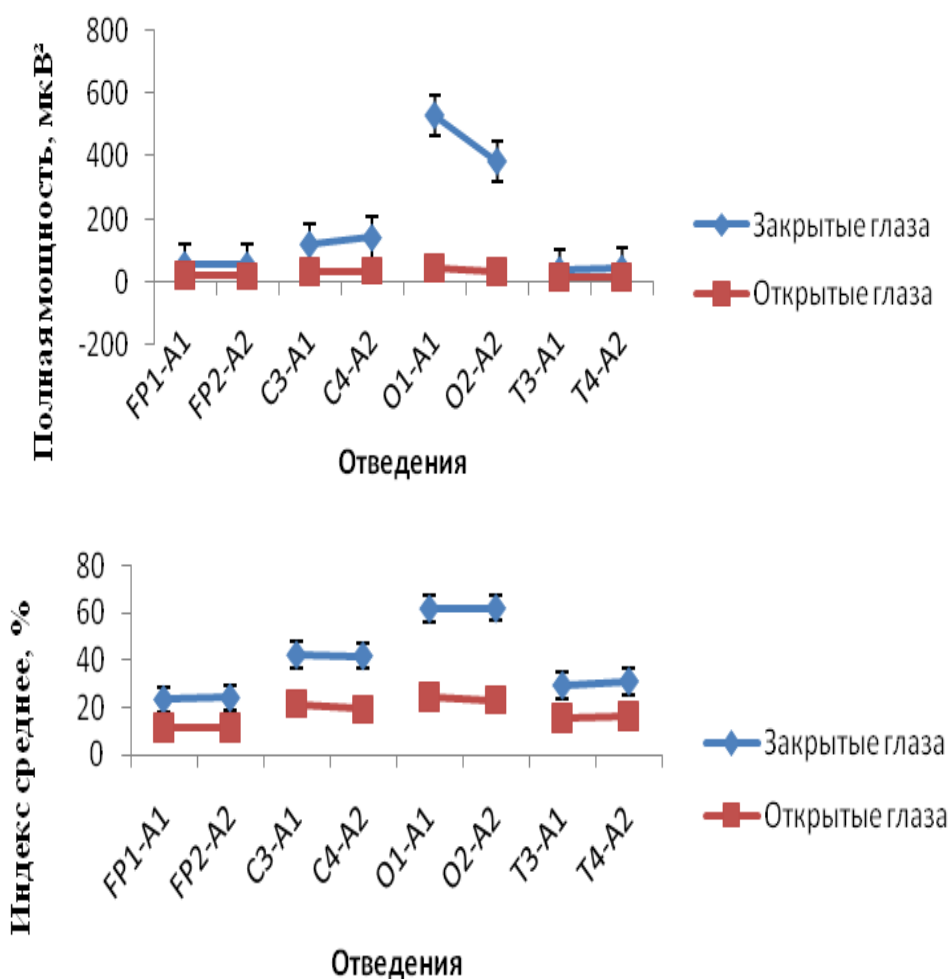 Полная мощность, мкВ²
800
600
400
200
0
-200
FP1-A1
FP2-A2
C3-A1
C4-A2
O1-A1
O2-A2
T3-A1
T4-A2
Отведения
Закрытые глаза
Открытые глаза
Индекс среднее, %
80
60
40
20
0
FP1-A1
FP2-A2
C3-A1
C4-A2
O1-A1
O2-A2
T3-A1
T4-A2
Отведения
Закрытые глаза
Открытые глаза